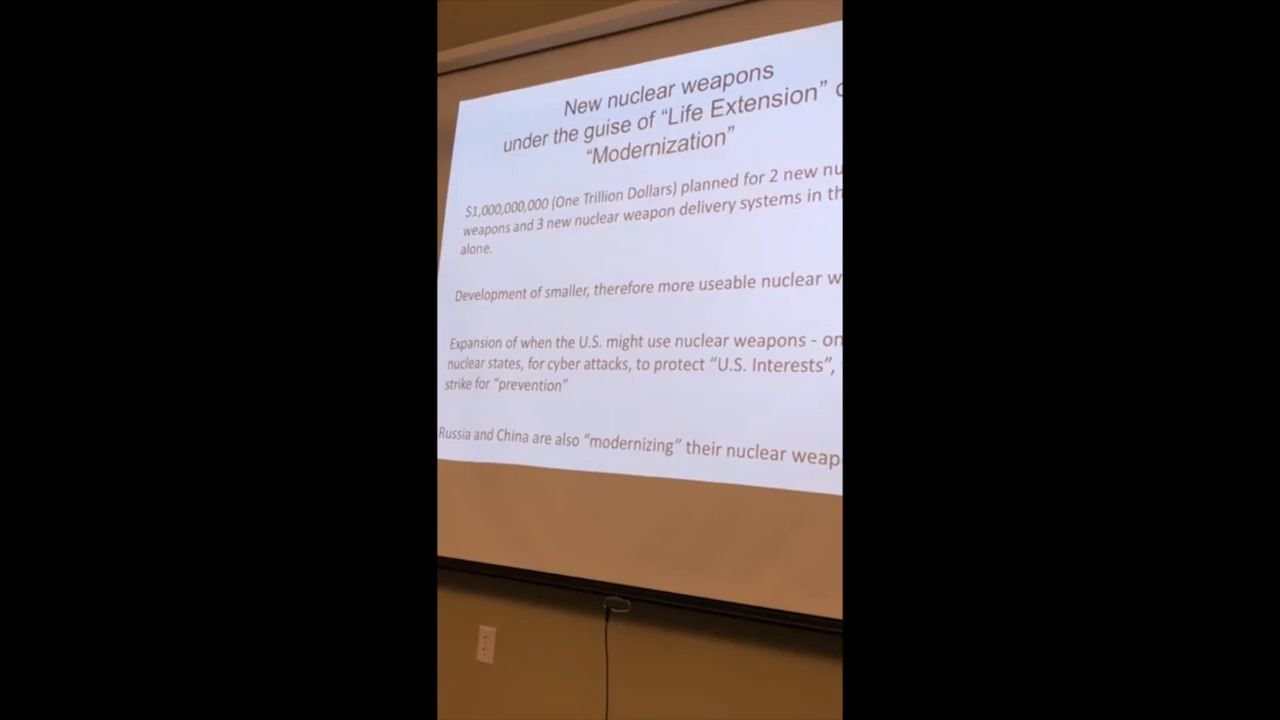 New nuclear weapons
under the guise of “Life Extension”
“Modernization”
$1,000,000,000 (One Trillion Dollars) planned for 2 new
weapons and 3 new nuclear weapon delivery systems in
alone.
Development of smaller, therefore more useable nuclear
Expansion of when the U.S. might use nuclear weapons -
nuclear states, for cyber attacks, to protect “U.S. Interests”,
strike for “prevention”
Russia and China are also “modernizing” their nuclear